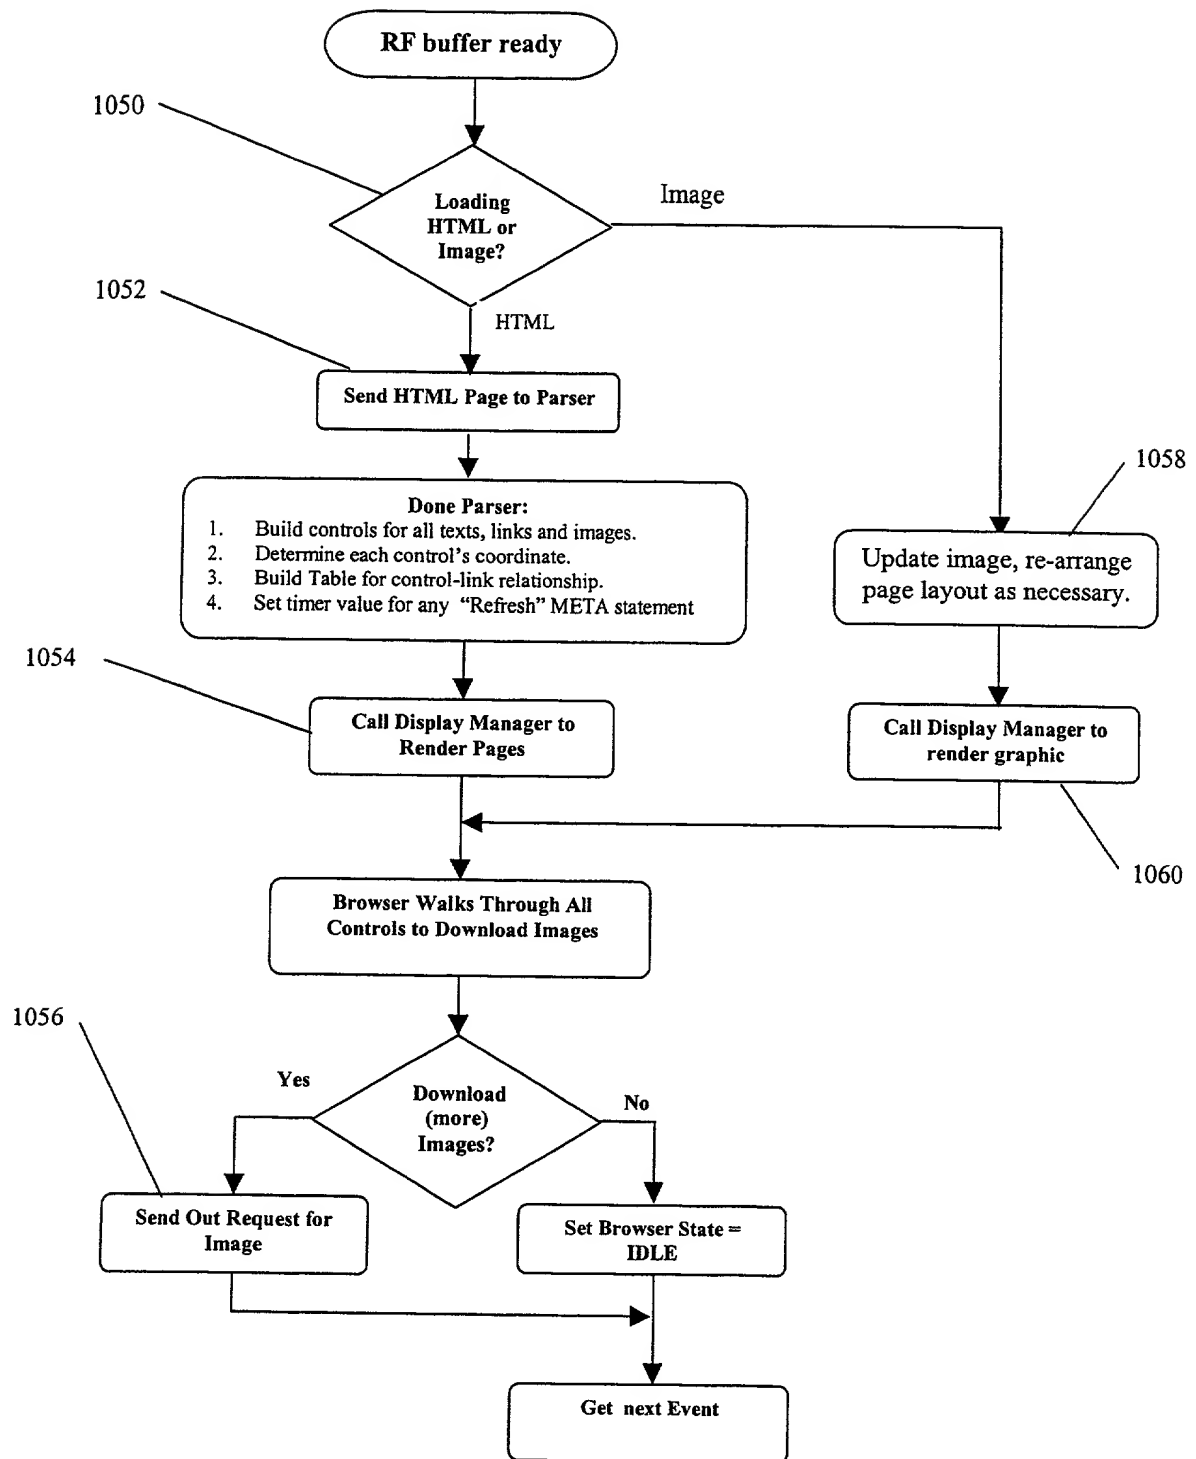 RF buffer ready
1050
Loading
HTML or
Image?
Image
1052
HTML
Send HTML Page to Parser
Done Parser:
1. Build controls for all texts, links and images.
2. Determine each control's coordinate.
3. Build Table for control-link relationship.
4. Set timer value for any “Refresh” META statement
1058
Update image, re-arrange
page layout as necessary.
1054
Call Display Manager to
Render Pages
Call Display Manager to
render graphic
1060
Browser Walks Through All
Controls to Download Images
1056
Yes
Download
(more)
Images?
No
Send Out Request for
Image
Set Browser State =
IDLE
Get next Event